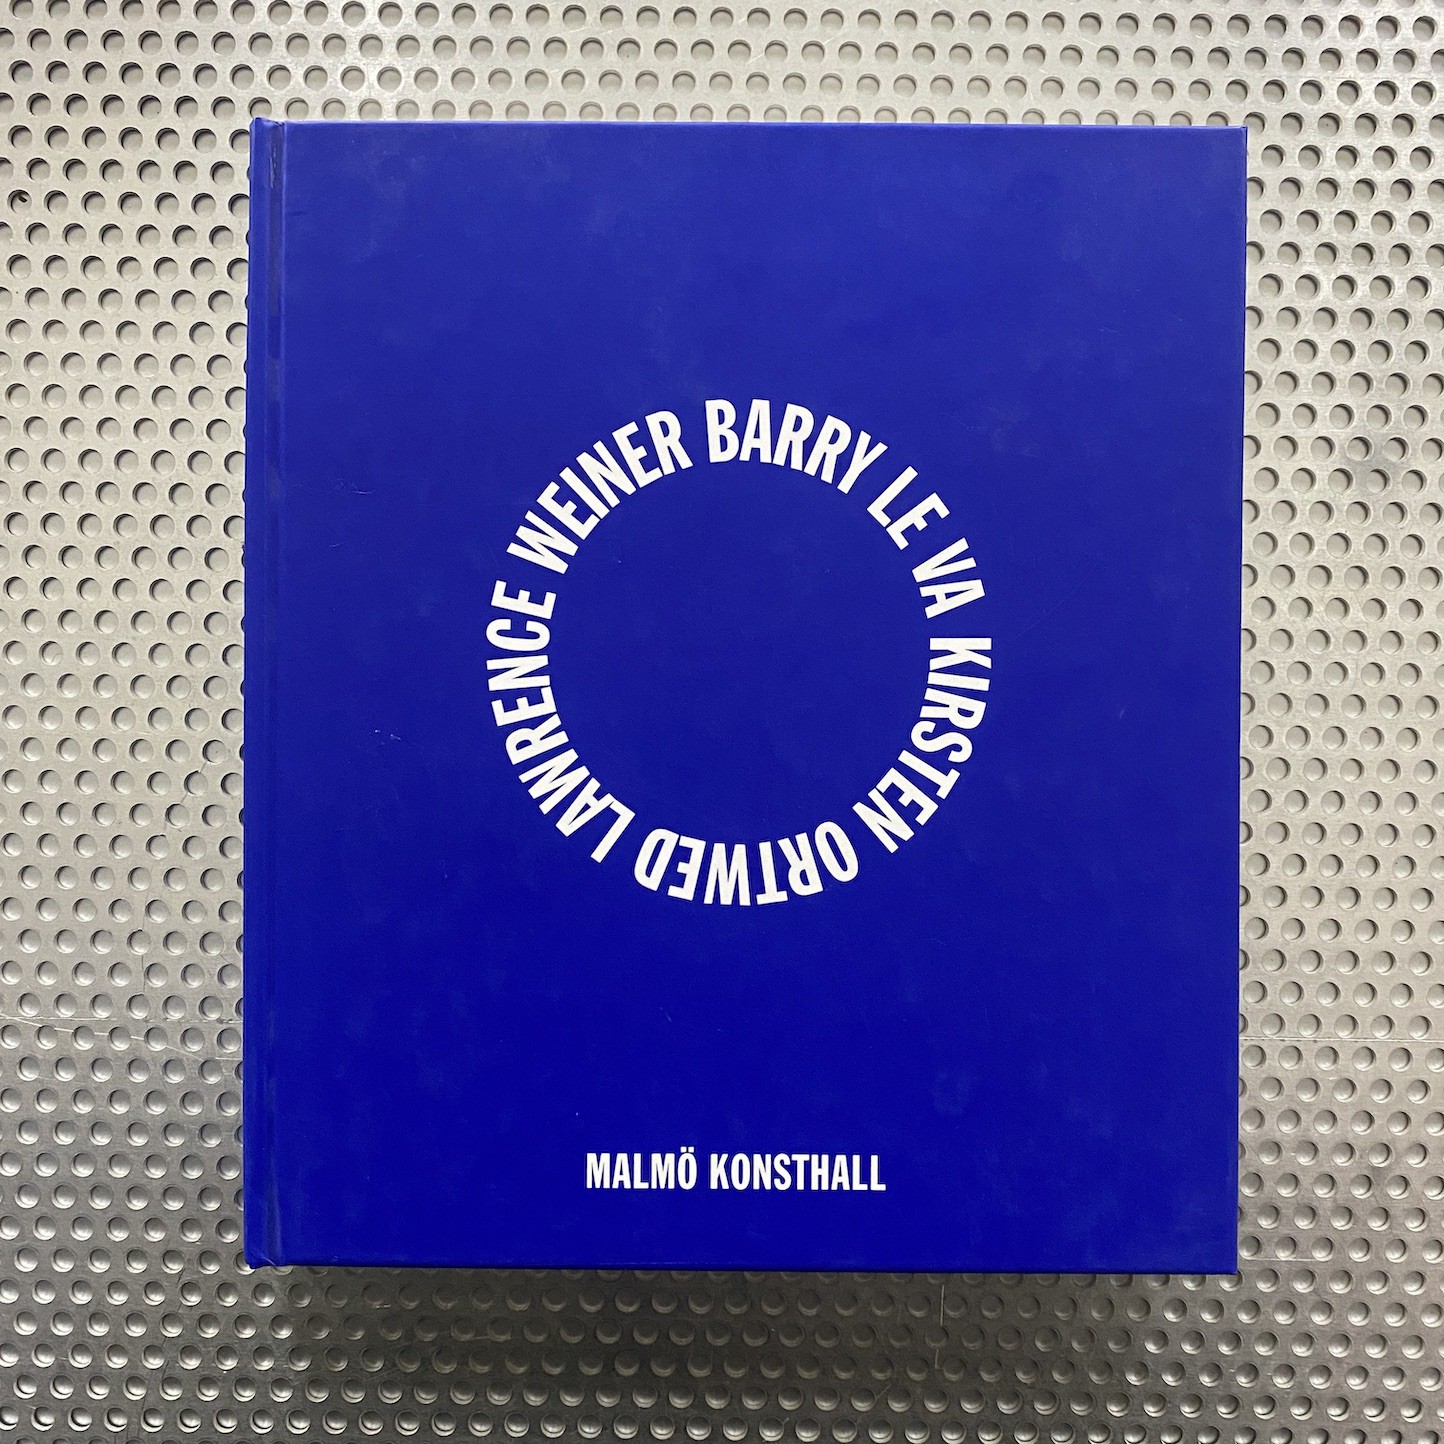 BARRY LE VA KIRSTEN ORTWED LAWRENCE WEINER
MALMÖ KONSTHALL